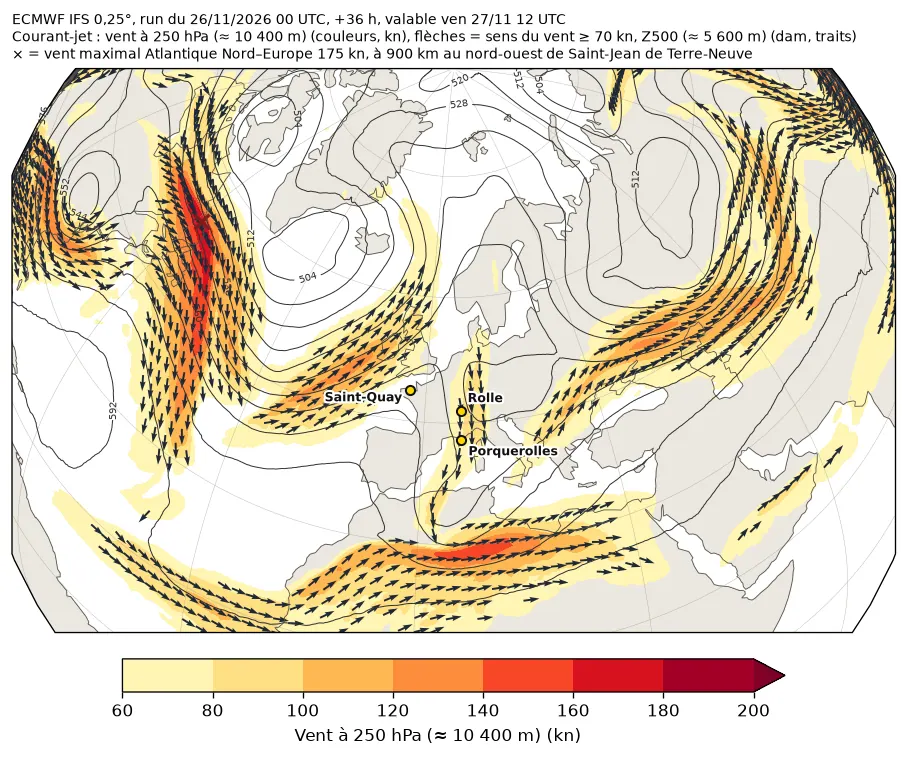 ECMWF IFS 0,25°, run du 26/11/2026 00 UTC, +36 h, valable ven 27/11 12 UTC
Courant-jet : vent à 250 hPa (≈ 10 400 m) (couleurs, kn), flèches = sens du vent ≥ 70 kn, Z500 (≈ 5 600 m) (dam, traits)
× = vent maximal Atlantique Nord–Europe 175 kn, à 900 km au nord-ouest de Saint-Jean de Terre-Neuve
520
512
504
528
504
576
552
544
512
512
504
592
Saint-Quay
Rolle
Porquerolles
60 80 100 120 140 160 180 200
Vent à 250 hPa (≈ 10 400 m) (kn)